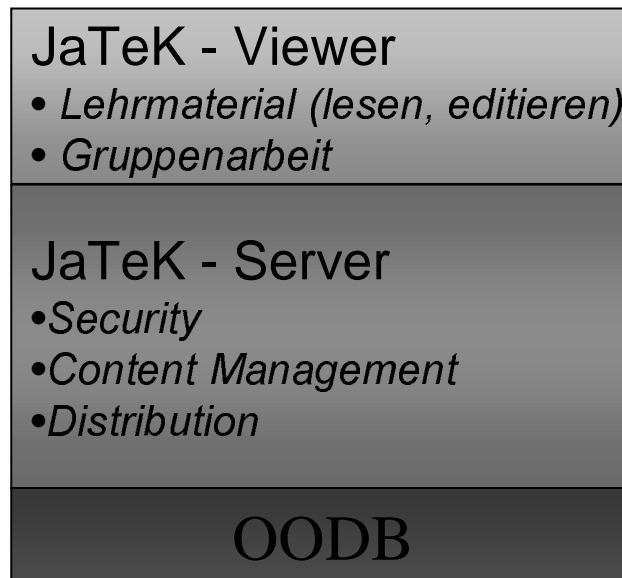 JaTeK - Viewer
• Lehrmaterial (lesen, editieren)
• Gruppenarbeit
JaTeK - Server
•Security
•Content Management
•Distribution
OODB